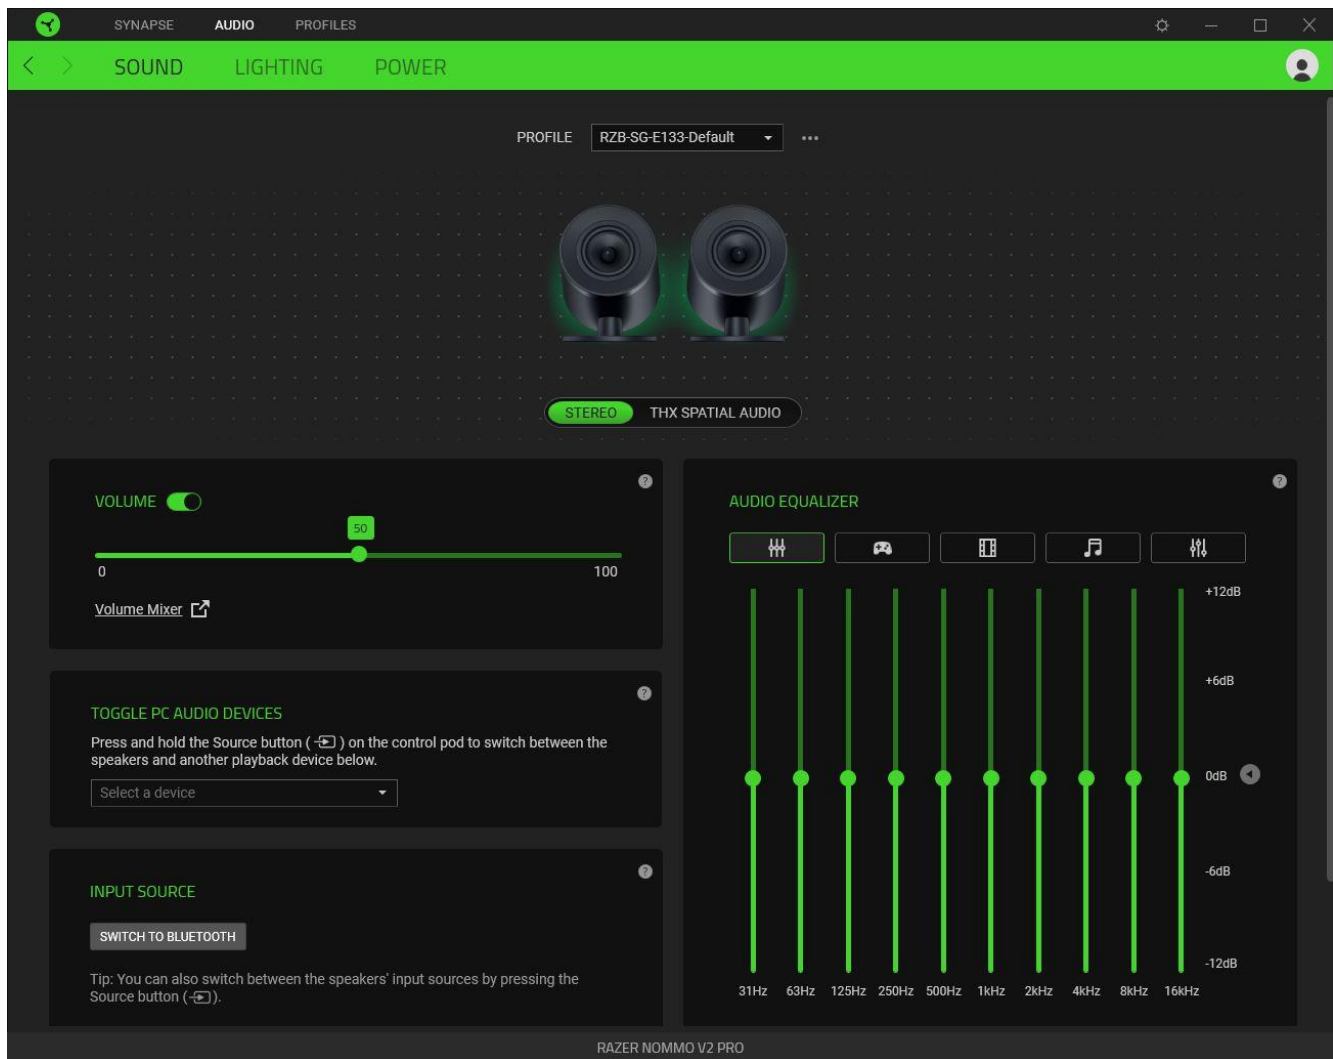 SYNAPSE AUDIO PROFILES
SOUND LIGHTING POWER
PROFILE RZB-SG-E133-Default
STEREO THX SPATIAL AUDIO
VOLUME
50
0 100
Volume Mixer
TOGGLE PC AUDIO DEVICES
Press and hold the Source button ( ) on the control pod to switch between the
speakers and another playback device below.
Select a device
INPUT SOURCE
SWITCH TO BLUETOOTH
Tip: You can also switch between the speakers' input sources by pressing the
Source button ( ).
AUDIO EQUALIZER
+12dB
+6dB
0dB
-6dB
-12dB
31Hz 63Hz 125Hz 250Hz 500Hz 1kHz 2kHz 4kHz 8kHz 16kHz
RAZER NOMMO V2 PRO